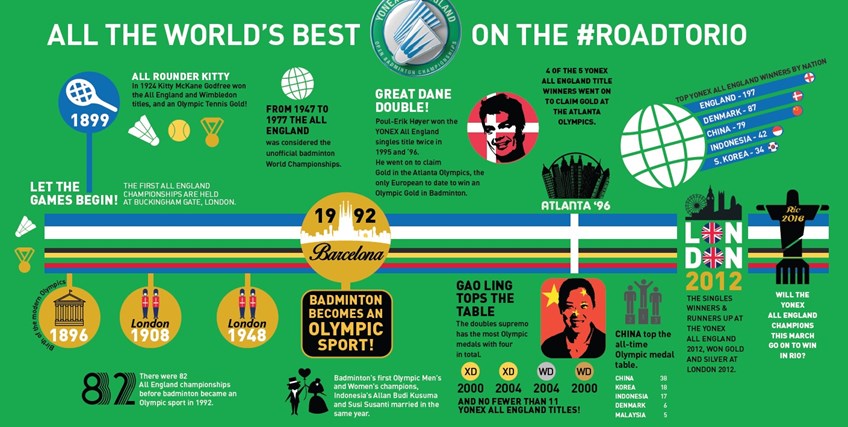 ALL THE WORLD'S BEST
ON THE #ROADTORIO
YONEX
ENGLAND
OPEN BADMINTON CHAMPIONSHIPS
1899
ALL ROUNDER KITTY
In 1924 Kitty McKane Godfree won
the All England and Wimbledon
titles, and an Olympic Tennis Gold!
FROM 1947 TO
1977 THE ALL
ENGLAND
was considered the
unofficial badminton
World Championships.
GREAT DANE
DOUBLE!
Poul-Erik Høyer won the
YONEX All England
singles title twice in
1995 and '96.
He went on to claim
Gold in the Atlanta Olympics, the
only European to date to win an
Olympic Gold in Badminton.
4 OF THE 5 YONEX
ALL ENGLAND TITLE
WINNERS WENT ON
TO CLAIM GOLD AT
THE ATLANTA
OLYMPICS.
ATLANTA '96
TOP YONEX ALL ENGLAND WINNERS BY NATION
ENGLAND - 197
DENMARK - 87
CHINA - 79
INDONESIA - 42
S. KOREA - 34
LET THE
GAMES BEGIN!
THE FIRST ALL ENGLAND
CHAMPIONSHIPS ARE HELD
AT BUCKINGHAM GATE, LONDON.
1992
Barcelona
BADMINTON
BECOMES AN
OLYMPIC
SPORT!
Birth of the modern Olympics
1896
London
1908
London
1948
82
There were 82
All England championships
before badminton became an
Olympic sport in 1992.
Badminton's first Olympic Men's
and Women's champions,
Indonesia's Allan Budi Kusuma
and Susi Susanti married in the
same year.
GAO LING
TOPS THE
TABLE
The doubles supremo
has the most Olympic
medals with four
in total.
XD XD WD WD
2000 2004 2004 2000
AND NO FEWER THAN 11
YONEX ALL ENGLAND TITLES!
CHINA top the
all-time
Olympic medal
table.
CHINA 38
KOREA 18
INDONESIA 17
DENMARK 6
MALAYSIA 5
LON
DON
2012
THE SINGLES
WINNERS &
RUNNERS UP AT
THE YONEX
ALL ENGLAND
2012, WON GOLD
AND SILVER AT
LONDON 2012.
Rio
2016
WILL THE
YONEX
ALL ENGLAND
CHAMPIONS
THIS MARCH
GO ON TO WIN
IN RIO?